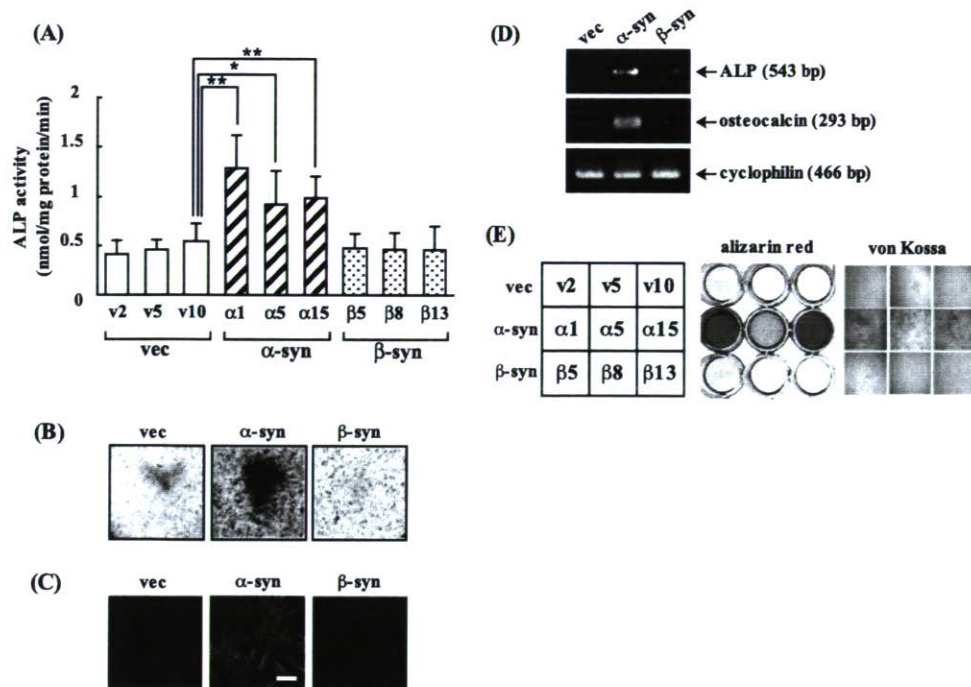 (A)
** 
* 
**
ALP activity
(nmol/mg protein/min)
2
1.5
1
0.5
0
v2 v5 v10 α1 α5 α15 β5 β8 β13
vec α-syn β-syn
(B)
vec α-syn β-syn
(C)
vec α-syn β-syn
(D)
vec α-syn β-syn
←ALP (543 bp)
←osteocalcin (293 bp)
←cyclophilin (466 bp)
(E)
alizarin red von Kossa
vec v2 v5 v10
α-syn α1 α5 α15
β-syn β5 β8 β13